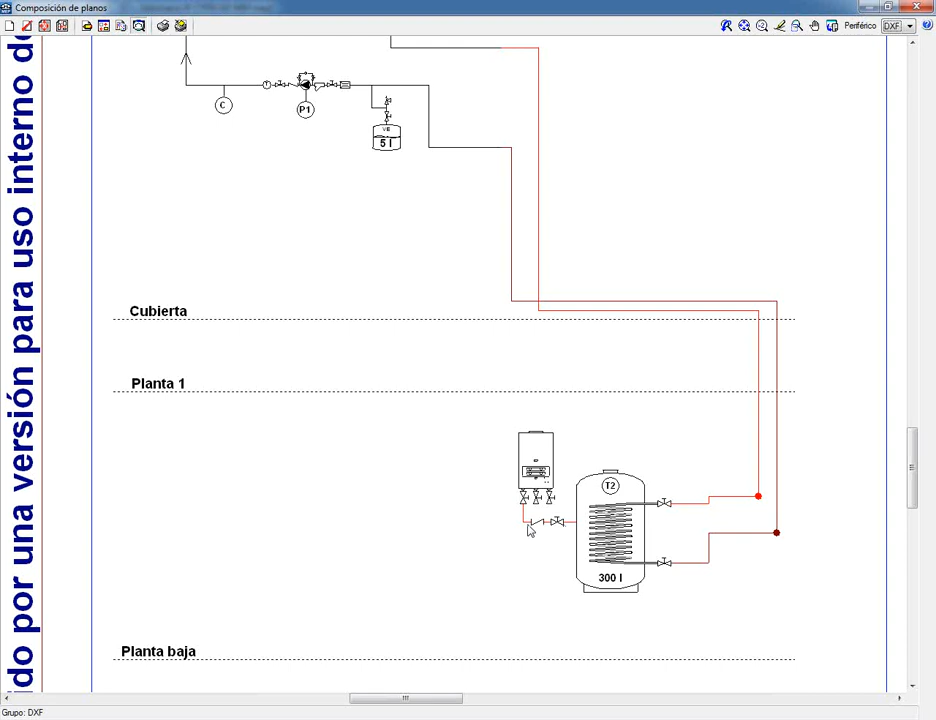 Composición de planos
Periférico
DXF
C
P1
VE
5 l
Cubierta
Planta 1
T2
300 l
Planta baja
ido por una versión para uso interno de
Grupo: DXF